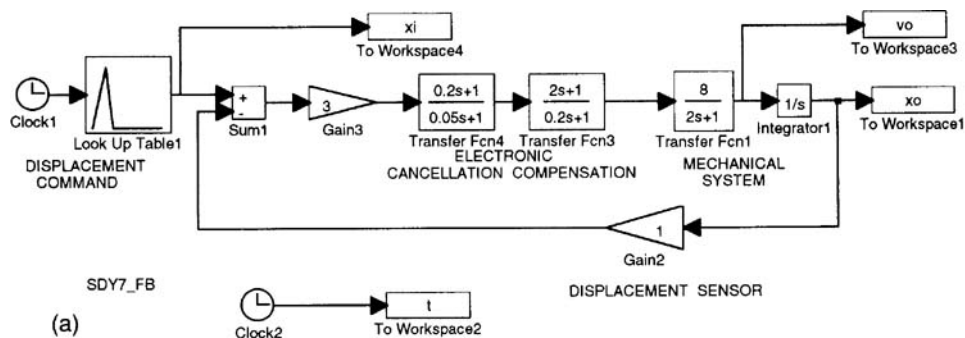 xi
To Workspace4
vo
To Workspace3
Clock1
Look Up Table1
DISPLACEMENT
COMMAND
+
-
Sum1
3
Gain3
0.2s+1
0.05s+1
Transfer Fcn4
2s+1
0.2s+1
Transfer Fcn3
ELECTRONIC
CANCELLATION COMPENSATION
8
2s+1
Transfer Fcn1
MECHANICAL
SYSTEM
1/s
Integrator1
xo
To Workspace1
1
Gain2
DISPLACEMENT SENSOR
SDY7_FB
(a)
Clock2
t
To Workspace2